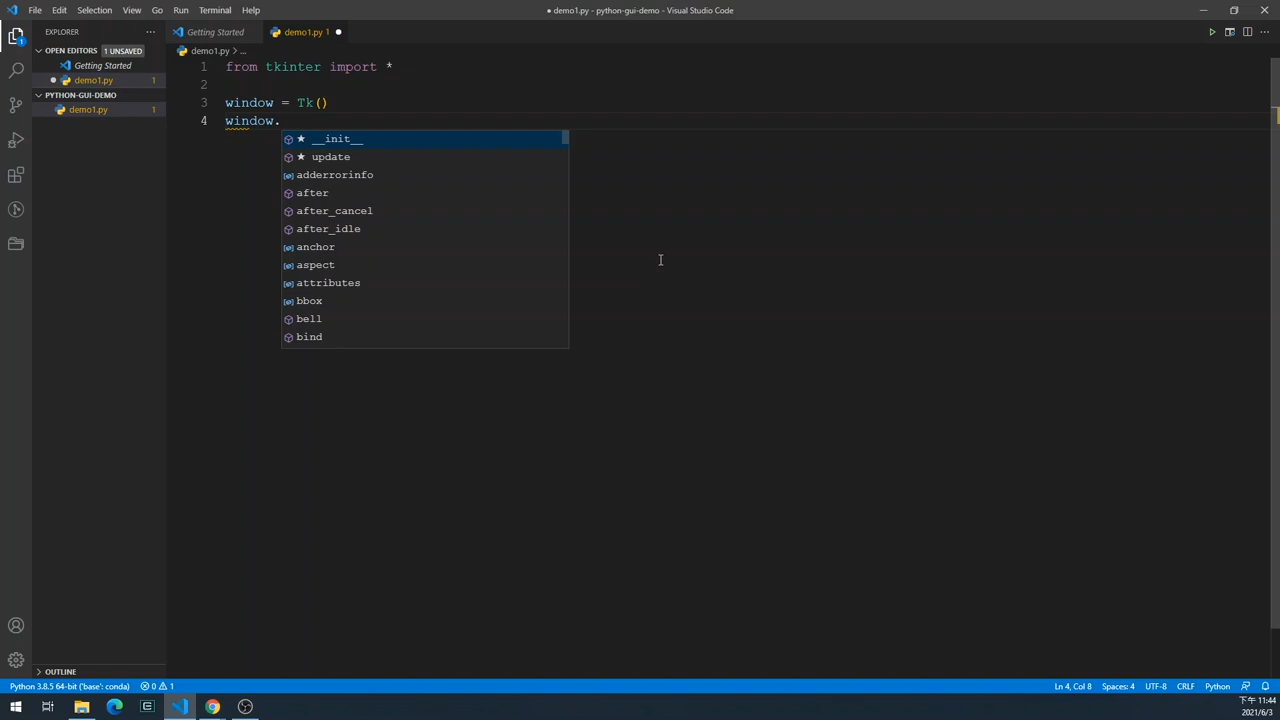 File Edit Selection View Go Run Terminal Help
● demo1.py - python-gui-demo - Visual Studio Code
EXPLORER
OPEN EDITORS 1 UNSAVED
Getting Started
demo1.py 1
PYTHON-GUI-DEMO
demo1.py 1
OUTLINE
Getting Started demo1.py 1
demo1.py > ...
1 from tkinter import *
2
3 window = Tk()
4 window.
★ __init__
★ update
adderrorinfo
after
after_cancel
after_idle
anchor
aspect
attributes
bbox
bell
bind
Python 3.8.5 64-bit ('base': conda) 0 1 Ln 4, Col 8 Spaces: 4 UTF-8 CRLF Python
下午 11:44
2021/6/3